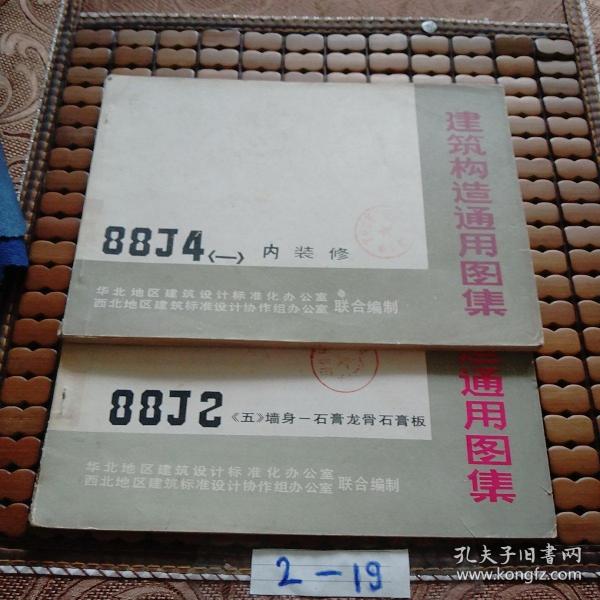 建筑构造通用图集
88J4〈一〉 内装修
华北地区建筑设计标准化办公室
西北地区建筑标准设计协作组办公室
联合编制
造通用图集
88J2《五》墙身－石膏龙骨石膏板
华北地区建筑设计标准化办公室
西北地区建筑标准设计协作组办公室
联合编制
2-19
孔夫子旧书网
www.kongfz.com